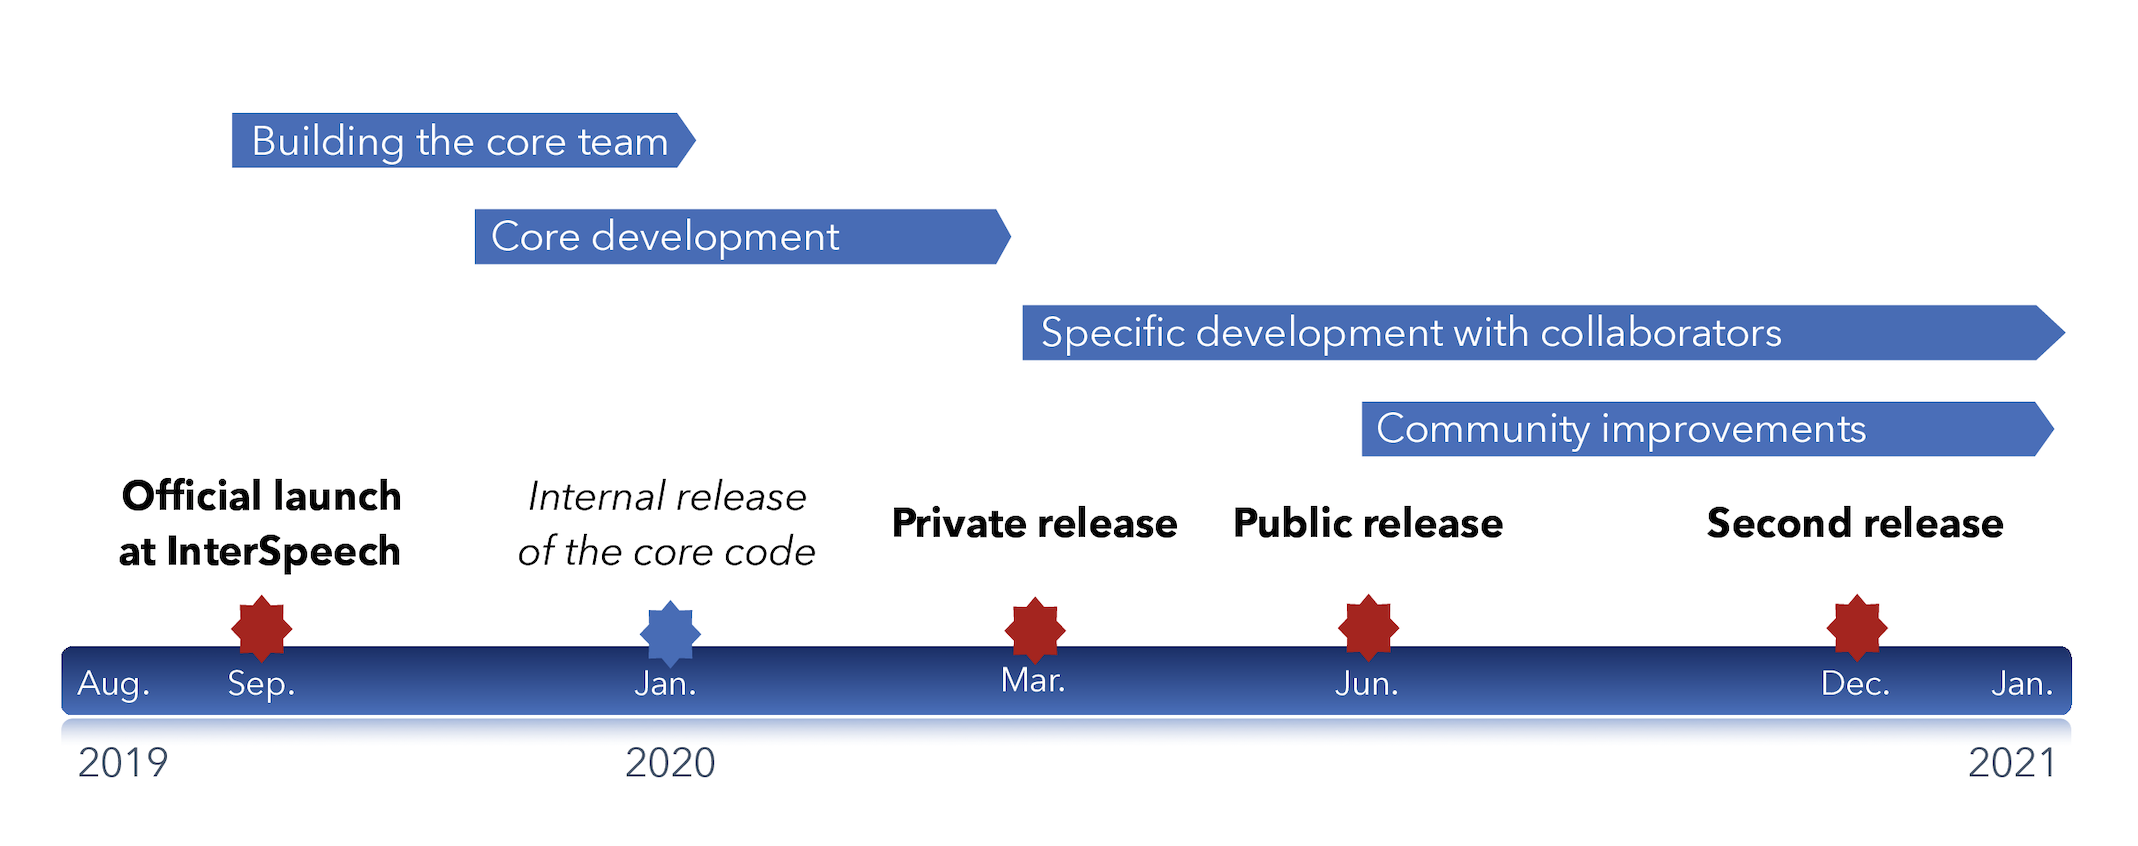 Building the core team
Core development
Specific development with collaborators
Community improvements
Official launch
at InterSpeech
Internal release
of the core code
Private release
Public release
Second release
Aug.
Sep.
Jan.
Mar.
Jun.
Dec.
Jan.
2019
2020
2021